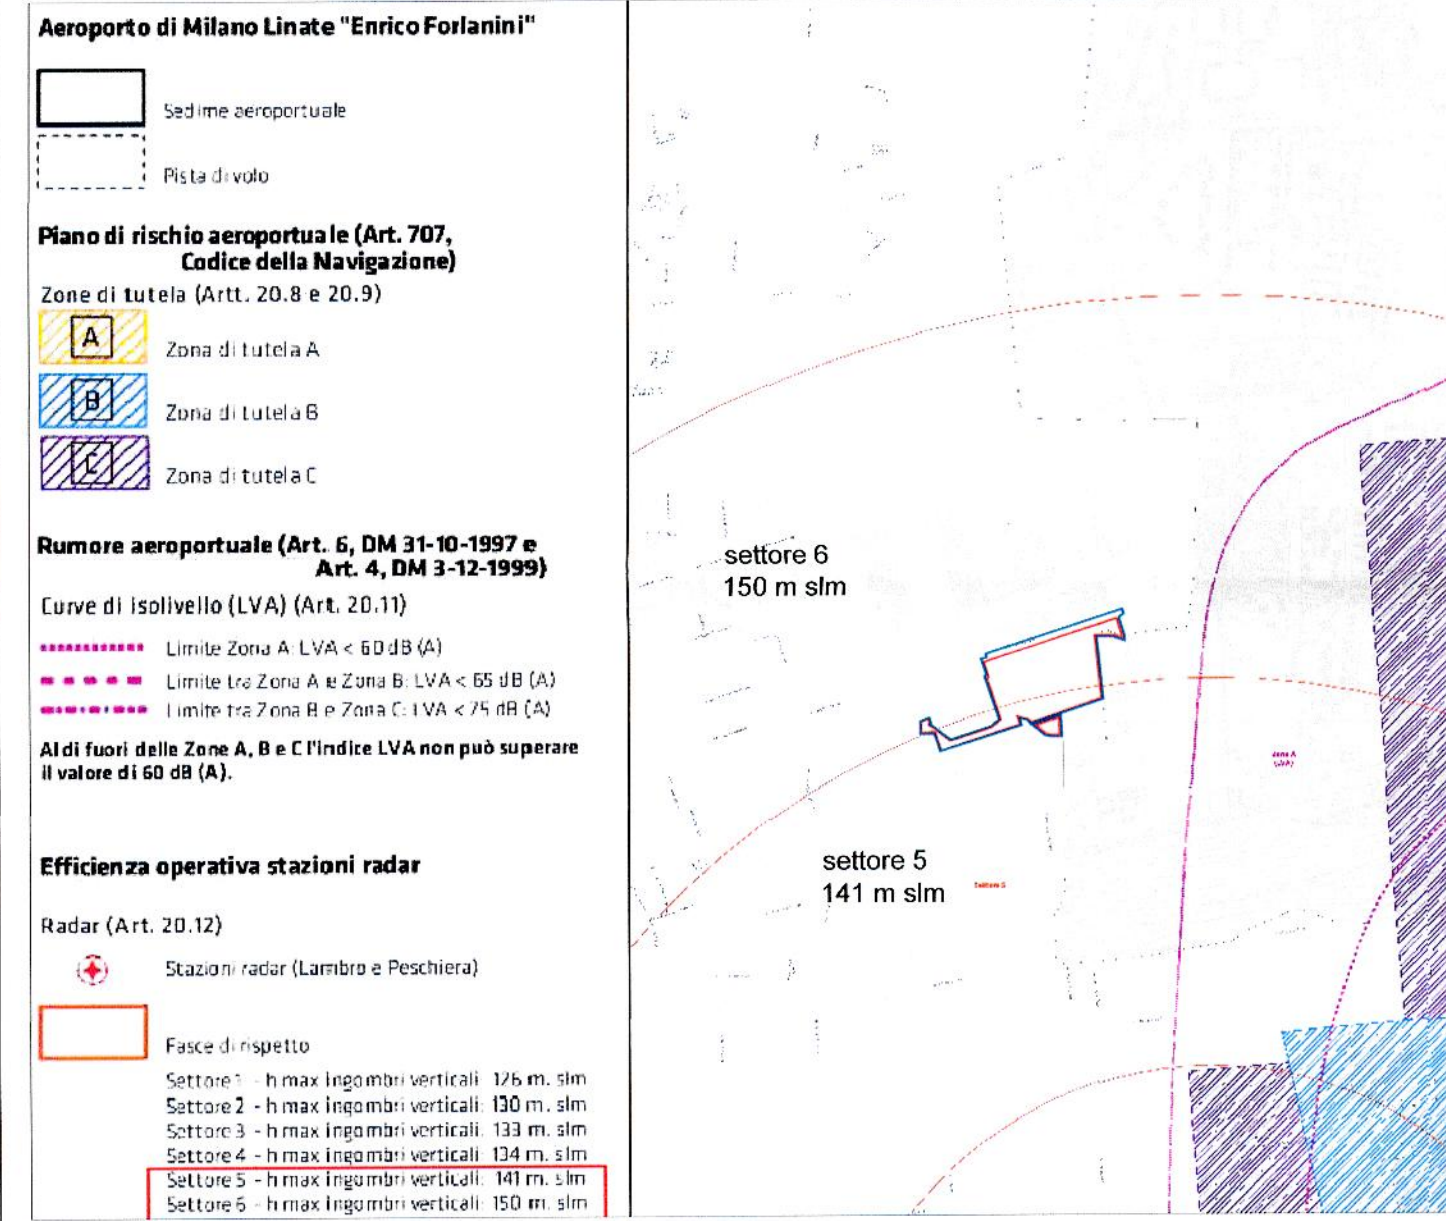 Aeroporto di Milano Linate "Enrico Forlanini"
Sedime aeroportuale
Pista di volo
Piano di rischio aeroportuale (Art. 707,
Codice della Navigazione)
Zone di tutela (Artt. 20.8 e 20.9)
A
Zona di tutela A
B
Zona di tutela B
C
Zona di tutela C
Rumore aeroportuale (Art. 6, DM 31-10-1997 e
Art. 4, DM 3-12-1999)
Curve di isolivello (LVA) (Art. 20.11)
Limite Zona A: LVA < 60 dB (A)
Limite tra Zona A e Zona B: LVA < 65 dB (A)
Limite tra Zona B e Zona C: LVA < 75 dB (A)
Al di fuori delle Zone A, B e C l'indice LVA non può superare
il valore di 60 dB (A).
Efficienza operativa stazioni radar
Radar (Art. 20.12)
Stazioni radar (Lambro e Peschiera)
Fasce di rispetto
Settore 1 - h max ingombri verticali: 126 m. slm
Settore 2 - h max ingombri verticali: 130 m. slm
Settore 3 - h max ingombri verticali: 133 m. slm
Settore 4 - h max ingombri verticali: 134 m. slm
Settore 5 - h max ingombri verticali: 141 m. slm
Settore 6 - h max ingombri verticali: 150 m. slm
settore 6
150 m slm
Zona A
(LVA)
settore 5
141 m slm
Settore 5